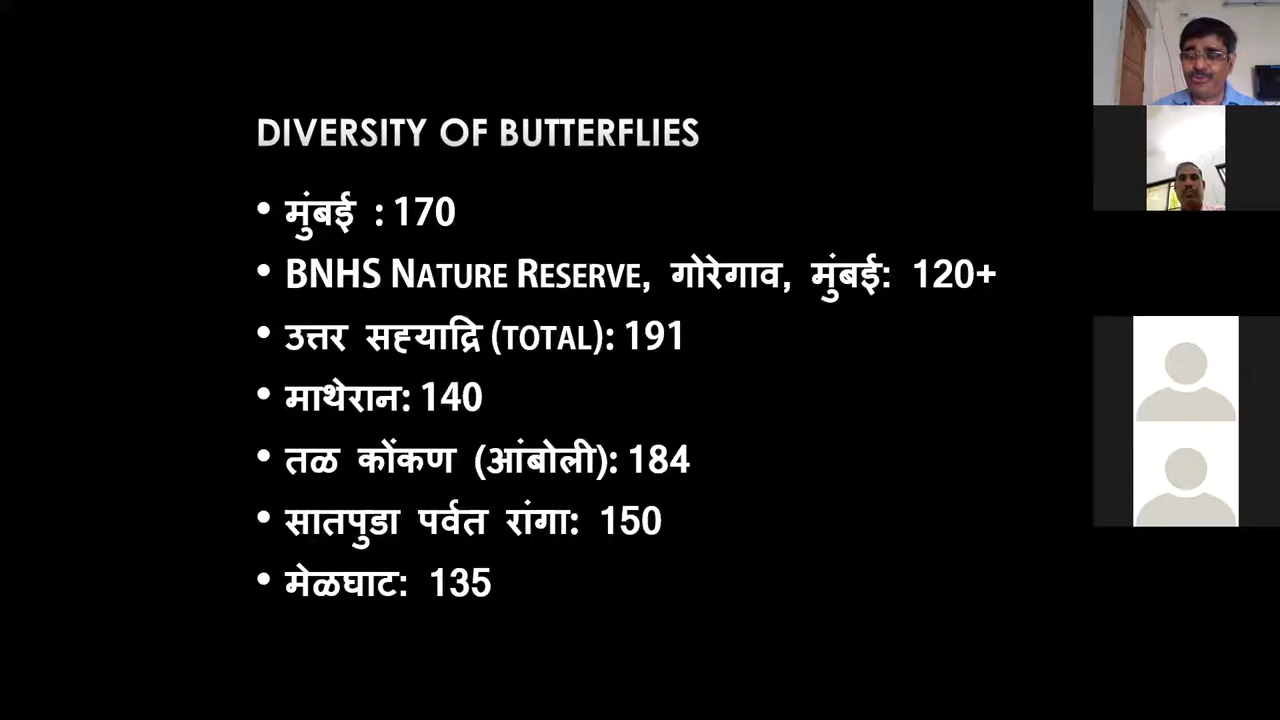 DIVERSITY OF BUTTERFLIES
• मुंबई : 170
• BNHS NATURE RESERVE, गोरेगाव, मुंबई: 120+
• उत्तर सह्याद्रि (TOTAL): 191
• माथेरान: 140
• तळ कोंकण (आंबोली): 184
• सातपुडा पर्वत रांगा: 150
• मेळघाट: 135